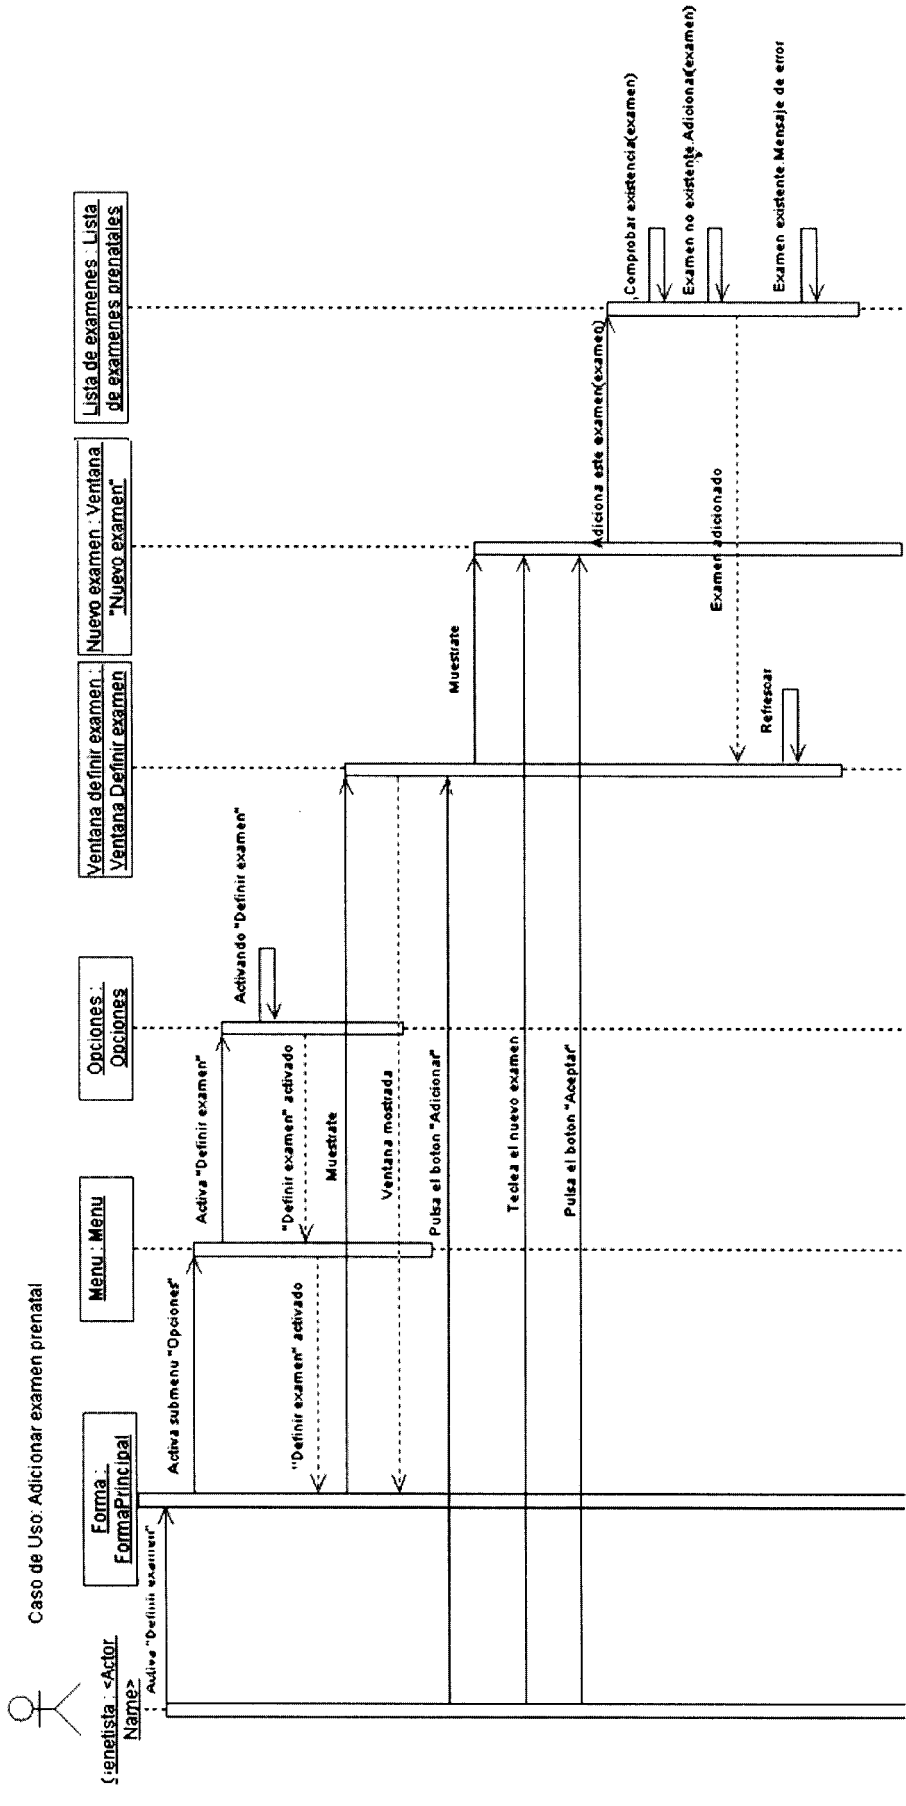 Caso de Uso: Adicionar examen prenatal
Genetista : <Actor
Name>
Forma :
FormaPrincipal
Menu : Menu
Opciones :
Opciones
Ventana definir examen :
Ventana Definir examen
Nuevo examen : Ventana
"Nuevo examen"
Lista de examenes : Lista
de examenes prenatales
Activa "Definir examen"
Activa submenu "Opciones"
Activa "Definir examen"
Activando "Definir examen"
"Definir examen" activado
"Definir examen" activado
Muestrate
Ventana mostrada
Pulsa el boton "Adicionar"
Muestrate
Teclea el nuevo examen
Pulsa el boton "Aceptar"
Adiciona este examen(examen)
Comprobar existencia(examen)
Examen no existente.Adicionar(examen)
Examen adicionado
Refrescar
Examen existente.Mensaje de error